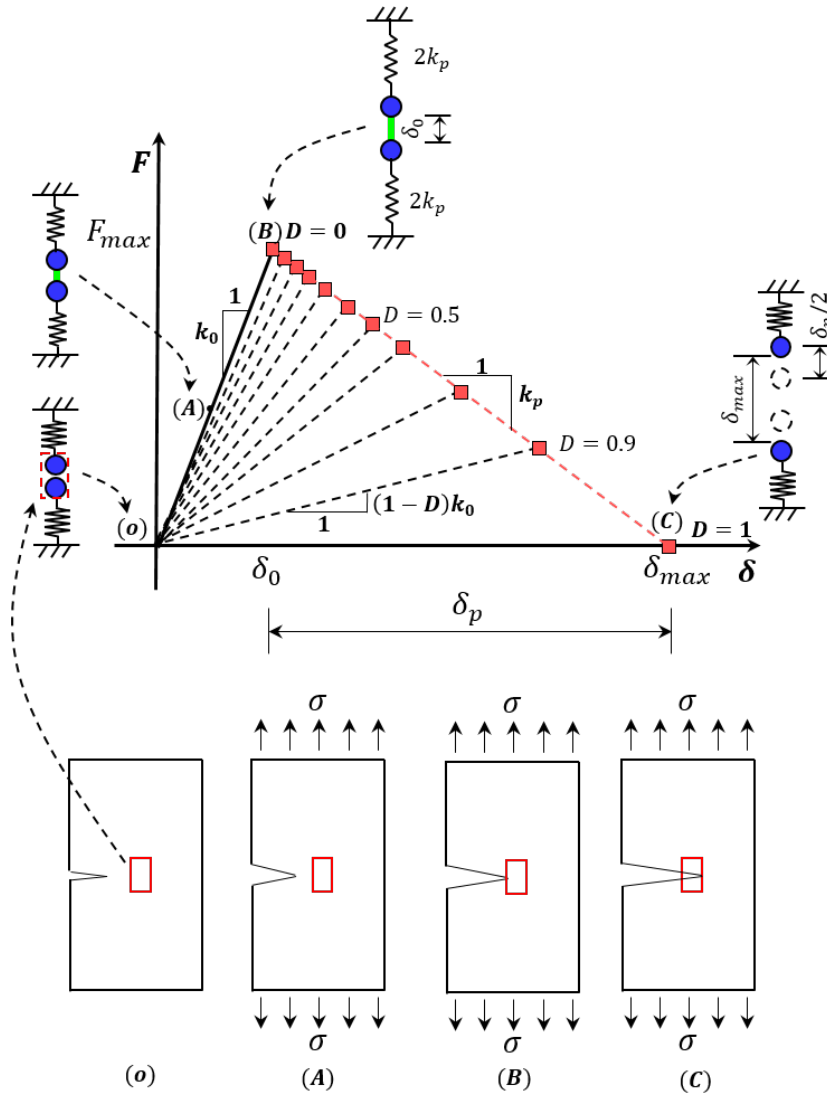 2k_p
δ_0
F
2k_p
F_max
(B) D = 0
1
k_0
D = 0.5
1
k_p
δ_p/2
δ_max
(A)
D = 0.9
(1 − D)k_0
1
(o)
(C)
D = 1
δ_0
δ_max
δ
δ_p
σ σ σ
σ σ σ
(o) (A) (B) (C)